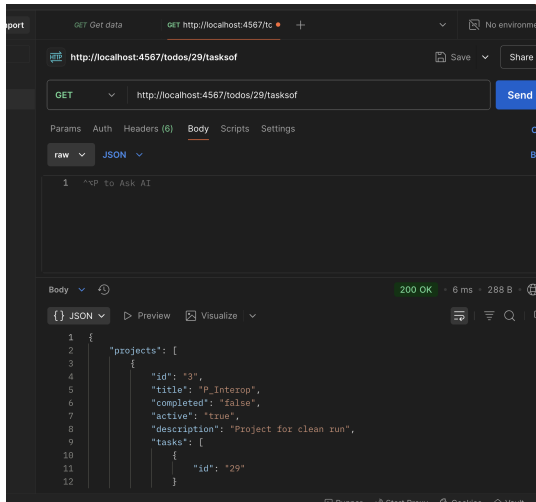 GET Get data GET http://localhost:4567/tc No environme
http://localhost:4567/todos/29/tasksof Save Share
GET http://localhost:4567/todos/29/tasksof Send
Params Auth Headers (6) Body Scripts Settings
raw JSON B
1 ^⌥P to Ask AI
Body 200 OK • 6 ms • 288 B •
{} JSON Preview Visualize
1 {
2 "projects": [
3 {
4 "id": "3",
5 "title": "P_Interop",
6 "completed": "false",
7 "active": "true",
8 "description": "Project for clean run",
9 "tasks": [
10 {
11 "id": "29"
12 }